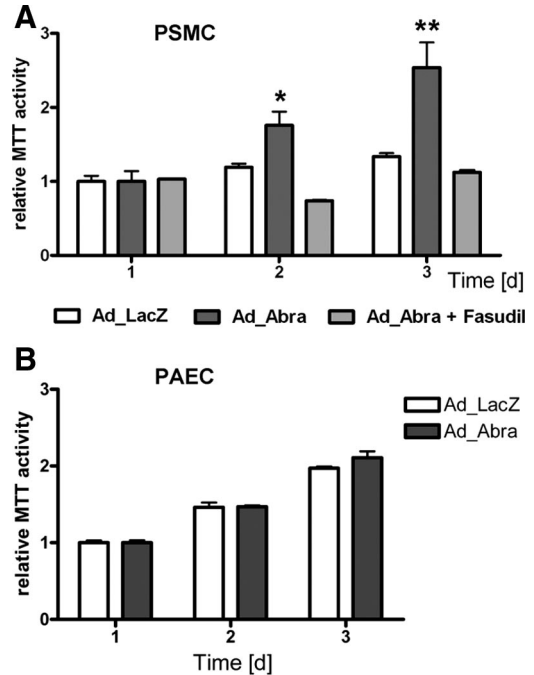 A
PSMC
relative MTT activity
3
**
2
*
1
0
1 2 3
Time [d]
Ad_LacZ Ad_Abra Ad_Abra + Fasudil
B
PAEC
relative MTT activity
3
Ad_LacZ
Ad_Abra
2
1
0
1 2 3
Time [d]